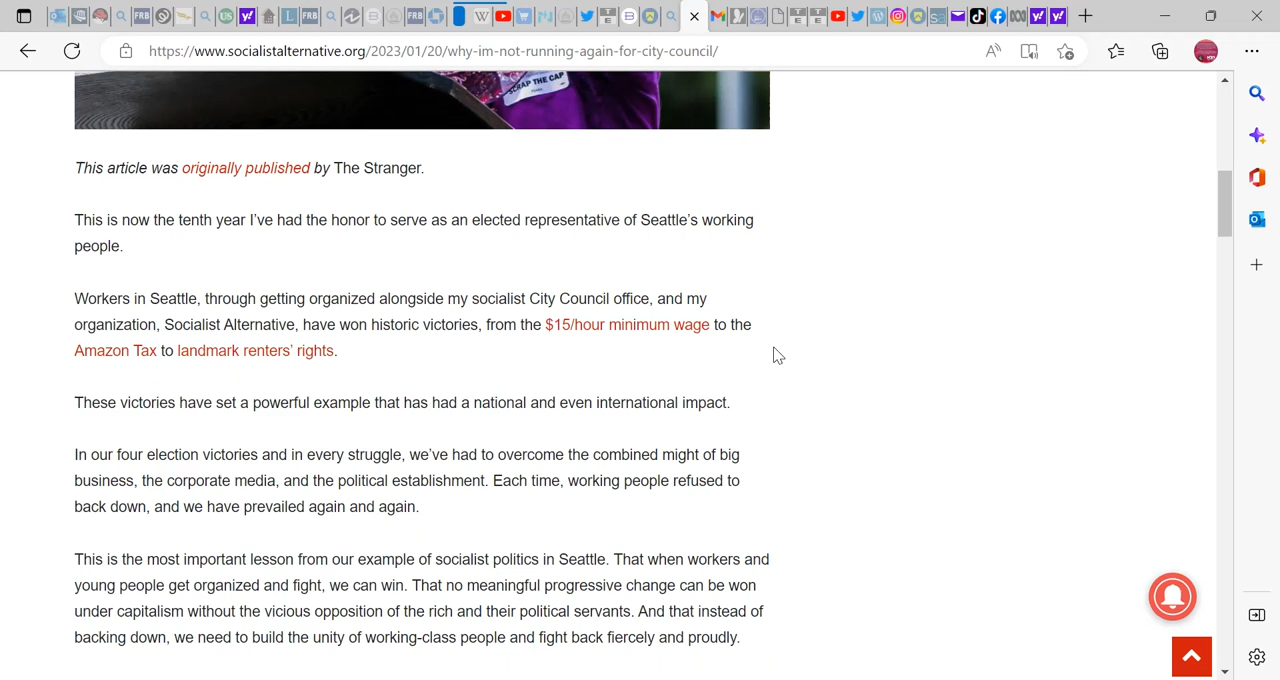 https://www.socialistalternative.org/2023/01/20/why-im-not-running-again-for-city-council/
SCRAP THE CAP
This article was originally published by The Stranger.
This is now the tenth year I’ve had the honor to serve as an elected representative of Seattle’s working
people.
Workers in Seattle, through getting organized alongside my socialist City Council office, and my
organization, Socialist Alternative, have won historic victories, from the $15/hour minimum wage to the
Amazon Tax to landmark renters’ rights.
These victories have set a powerful example that has had a national and even international impact.
In our four election victories and in every struggle, we’ve had to overcome the combined might of big
business, the corporate media, and the political establishment. Each time, working people refused to
back down, and we have prevailed again and again.
This is the most important lesson from our example of socialist politics in Seattle. That when workers and
young people get organized and fight, we can win. That no meaningful progressive change can be won
under capitalism without the vicious opposition of the rich and their political servants. And that instead of
backing down, we need to build the unity of working-class people and fight back fiercely and proudly.